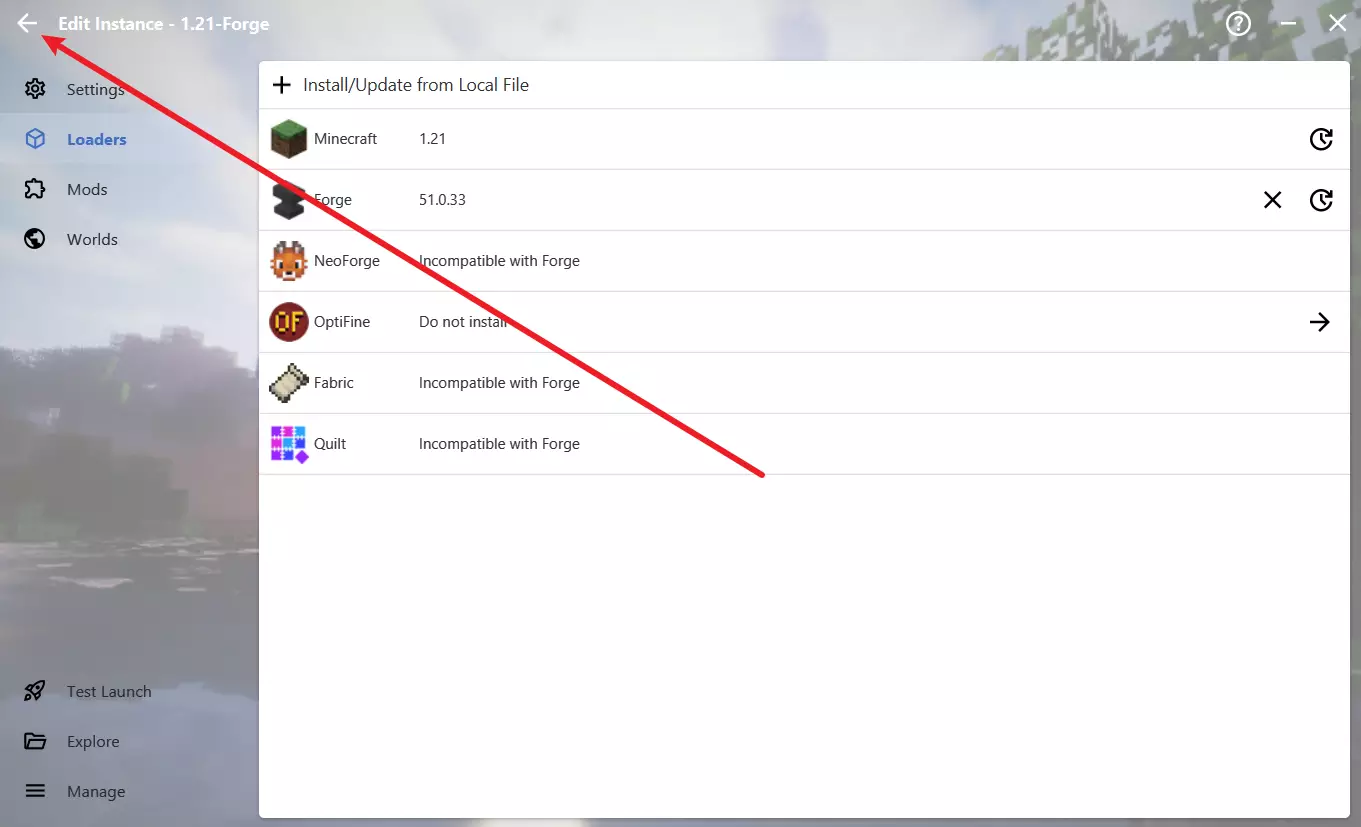 Edit Instance - 1.21-Forge
Settings
Loaders
Mods
Worlds
Test Launch
Explore
Manage
Install/Update from Local File
Minecraft 1.21
Forge 51.0.33
NeoForge Incompatible with Forge
OF OptiFine Do not install
Fabric Incompatible with Forge
Quilt Incompatible with Forge